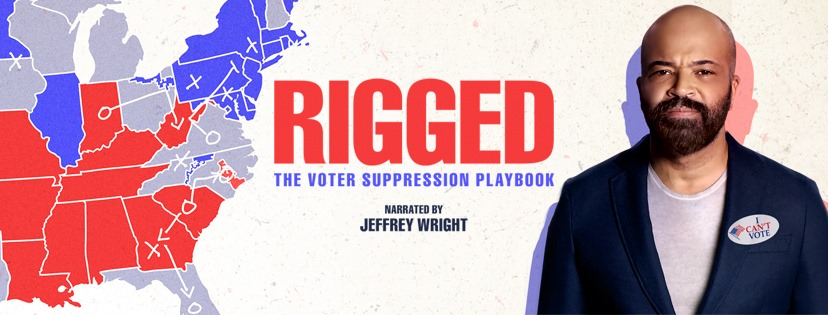 RIGGED
THE VOTER SUPPRESSION PLAYBOOK
NARRATED BY
JEFFREY WRIGHT
I
CAN'T
VOTE